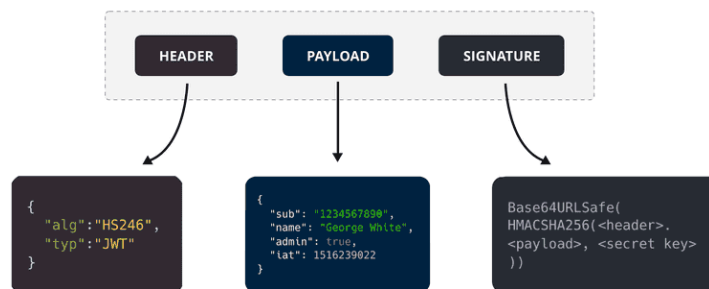 HEADER
PAYLOAD
SIGNATURE
{
"alg":"HS246",
"typ":"JWT"
}
{
"sub": "1234567890",
"name": "George White",
"admin": true,
"iat": 1516239022
}
Base64URLSafe(
HMACSHA256(<header>.
<payload>, <secret key>
))